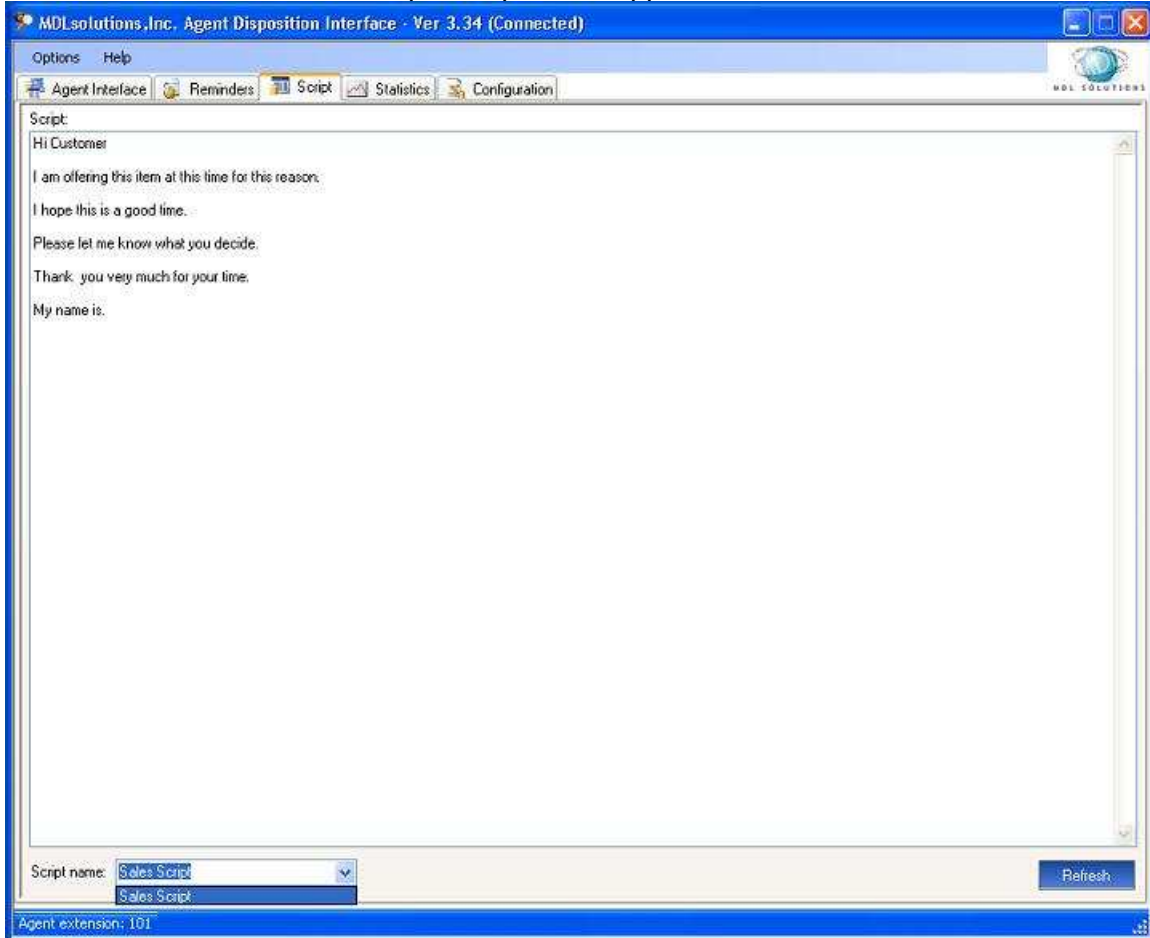 MDLsolutions,Inc. Agent Disposition Interface - Ver 3.34 (Connected)
Options Help
Agent Interface Reminders Script Statistics Configuration
MDL SOLUTIONS
Script:
Hi Customer
I am offering this item at this time for this reason.
I hope this is a good time.
Please let me know what you decide.
Thank you very much for your time.
My name is.
Script name: Sales Script Refresh
Sales Script
Agent extension: 101